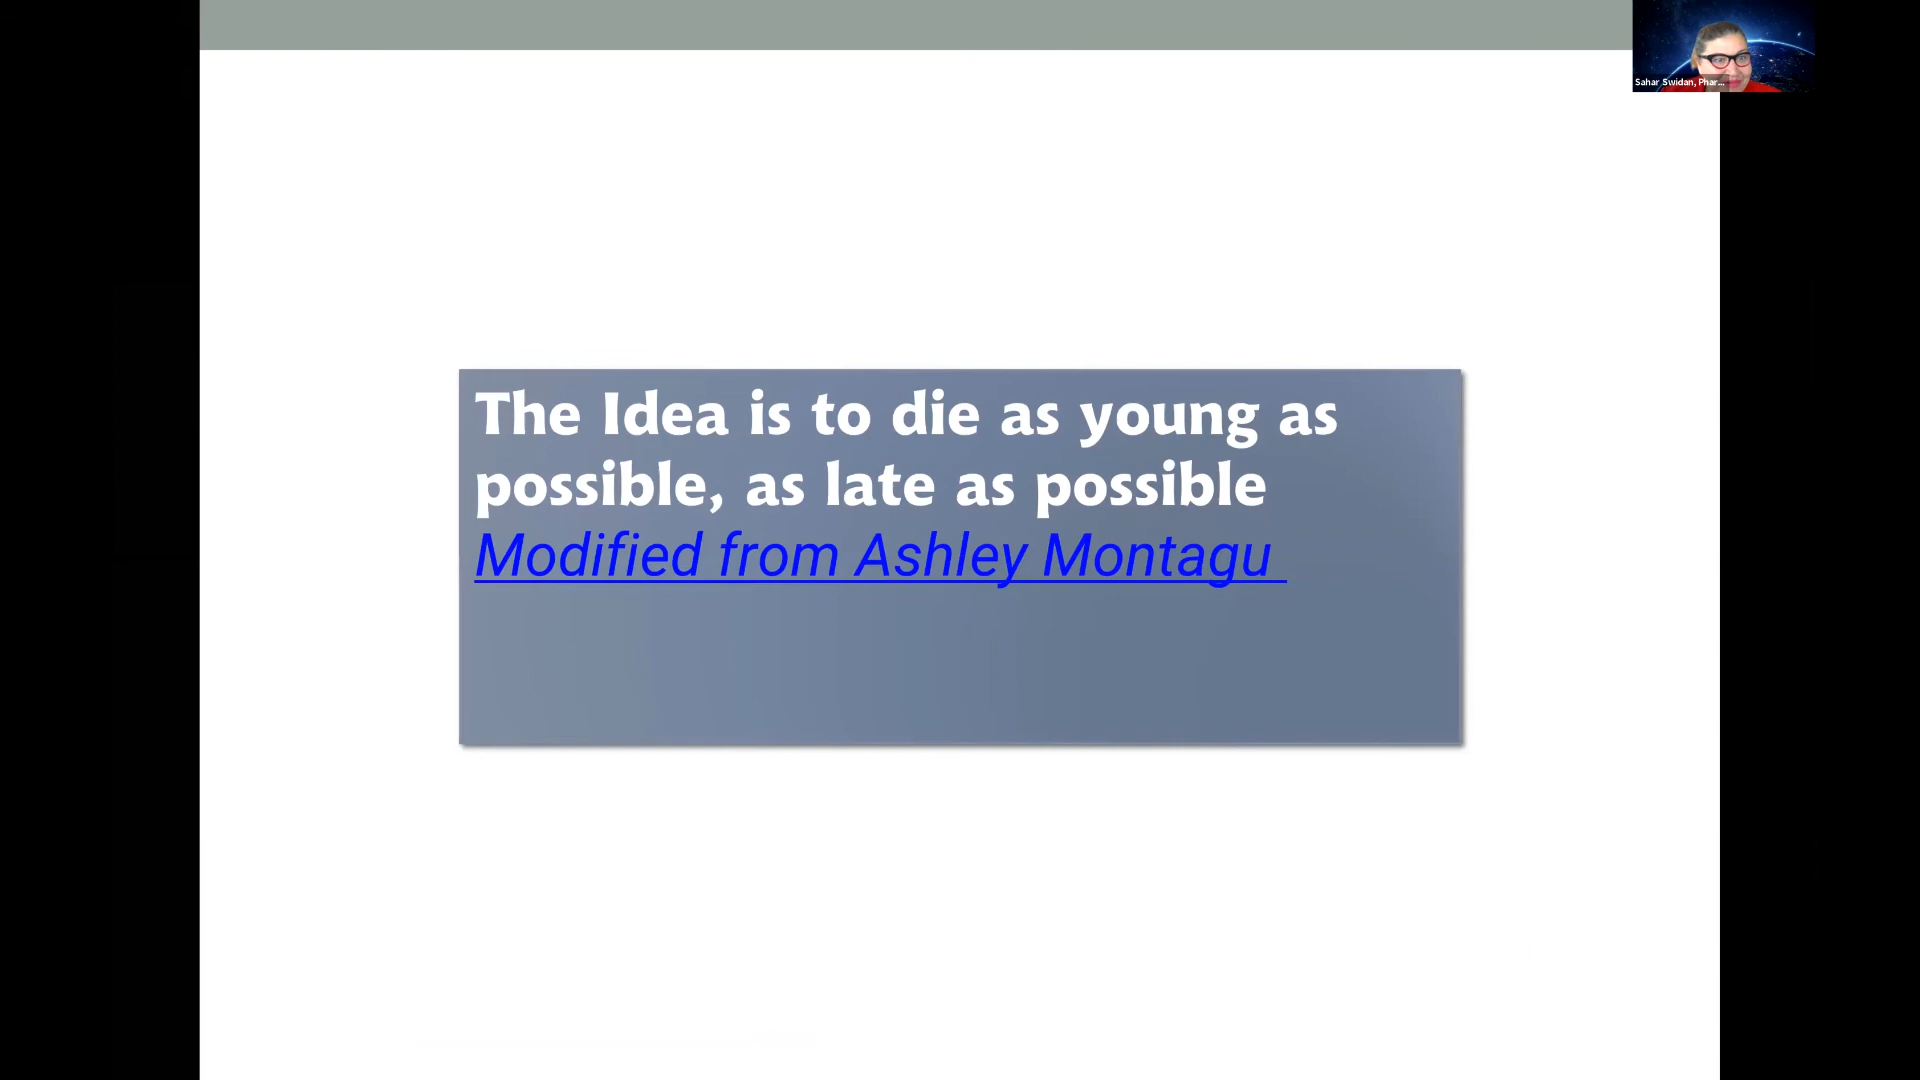 Sahar Swidan, Phar...
The Idea is to die as young as
possible, as late as possible
Modified from Ashley Montagu